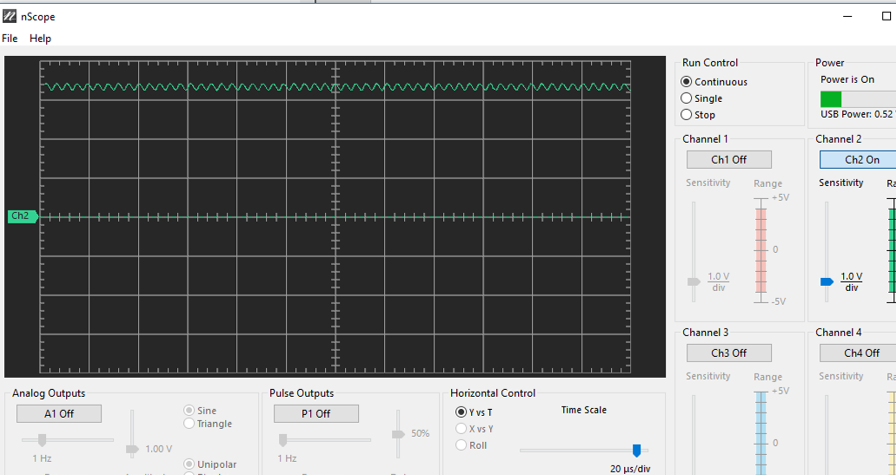 nScope
File Help
Ch2
Run Control
Continuous
Single
Stop
Power
Power is On
USB Power: 0.52
Channel 1
Ch1 Off
Sensitivity Range
+5V
0
-5V
1.0 V
div
Channel 2
Ch2 On
Sensitivity
1.0 V
div
Channel 3
Ch3 Off
Sensitivity Range
+5V
0
Channel 4
Ch4 Off
Sensitivity
Analog Outputs
A1 Off
1 Hz
1.00 V
Sine
Triangle
Unipolar
Pulse Outputs
P1 Off
1 Hz
50%
Horizontal Control
Y vs T
X vs Y
Roll
Time Scale
20 µs/div